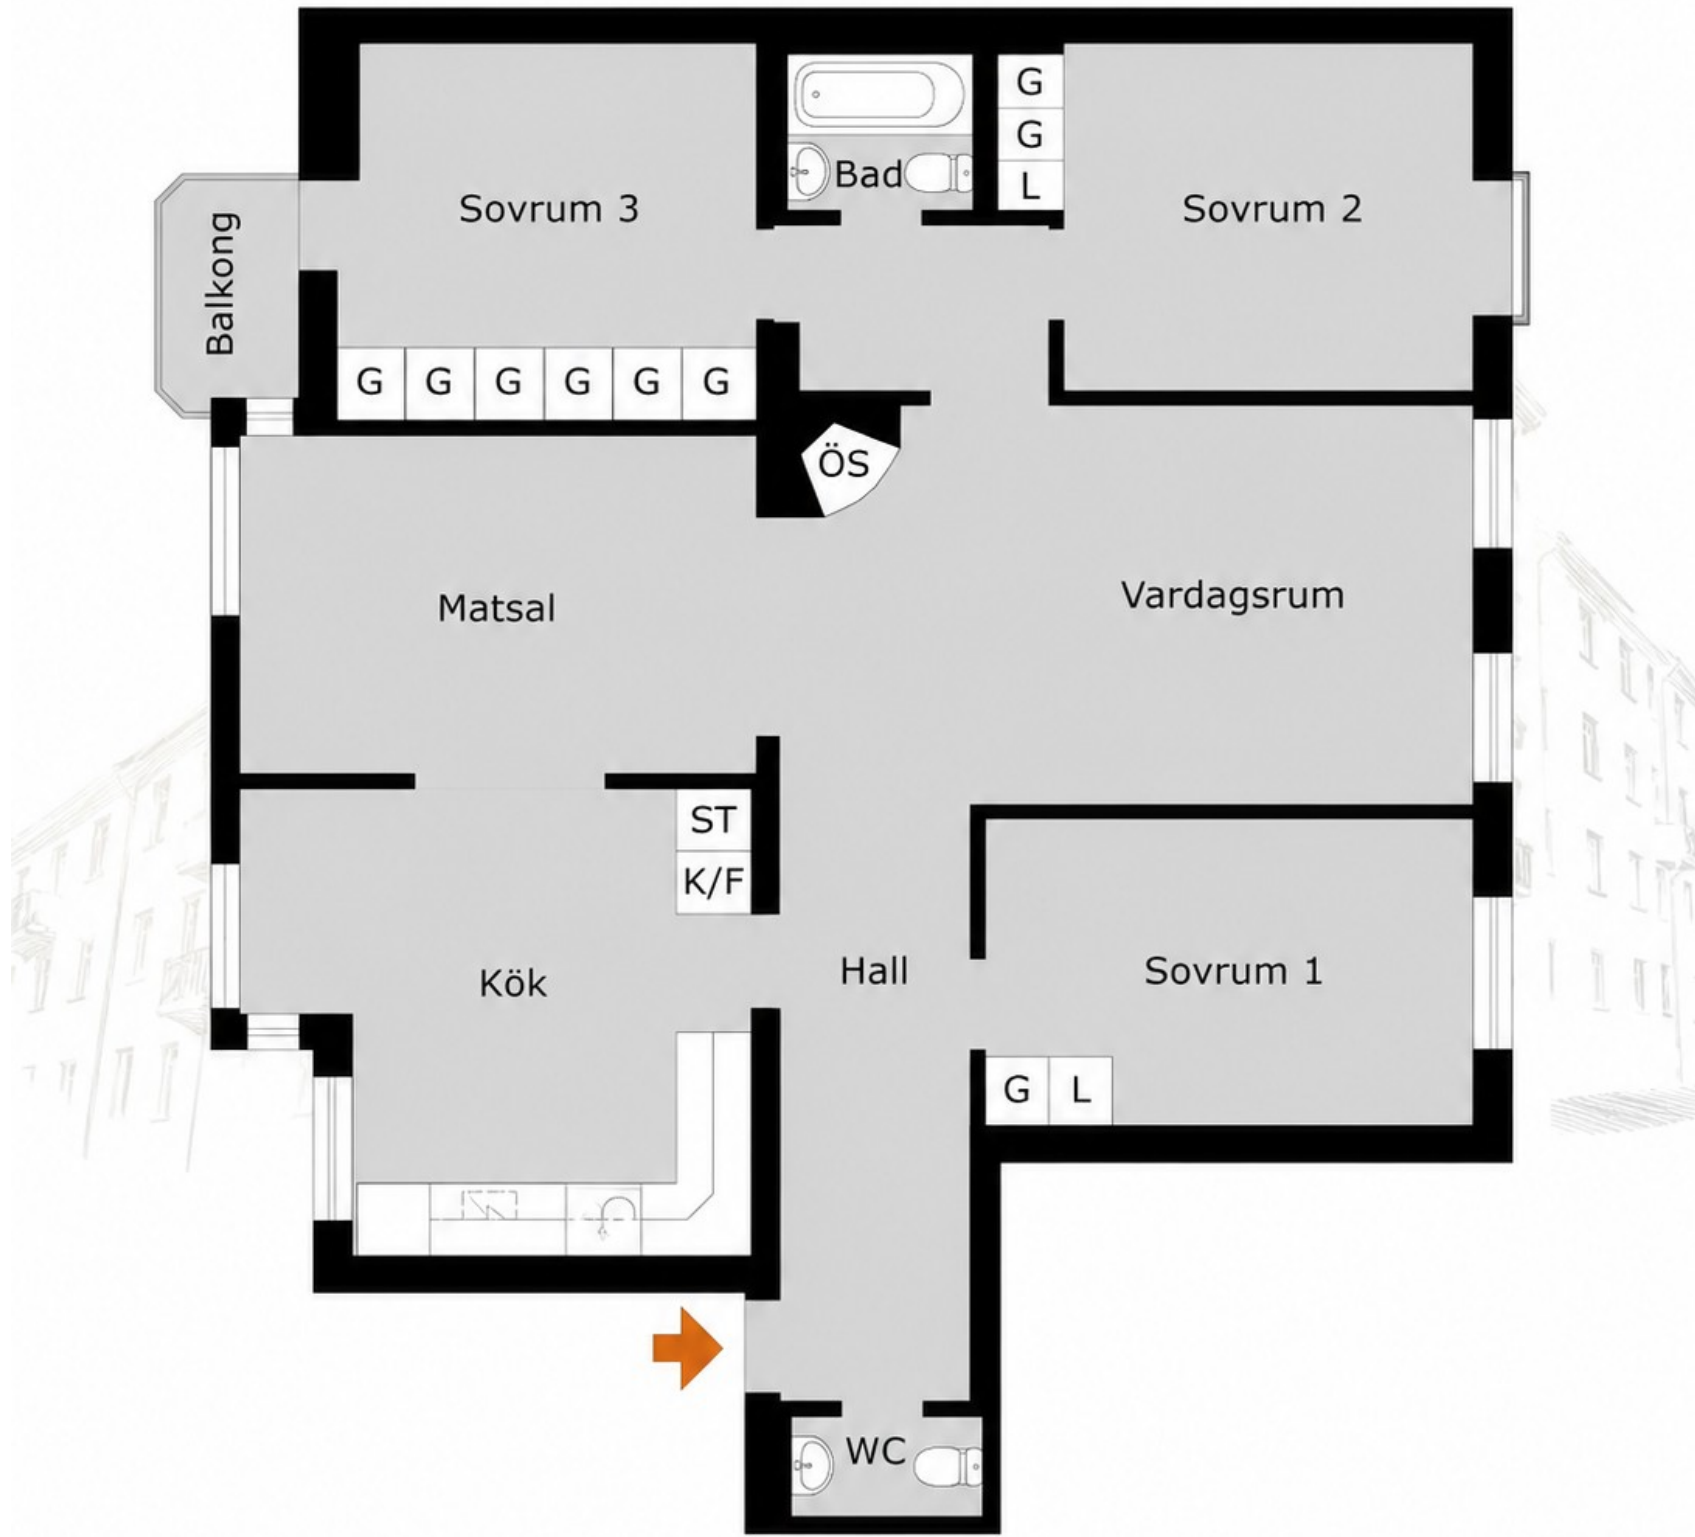 G
G
L
Bad
Sovrum 3
Sovrum 2
Balkong
G G G G G G
ÖS
Matsal
Vardagsrum
ST
K/F
Kök
Hall
Sovrum 1
G L
WC